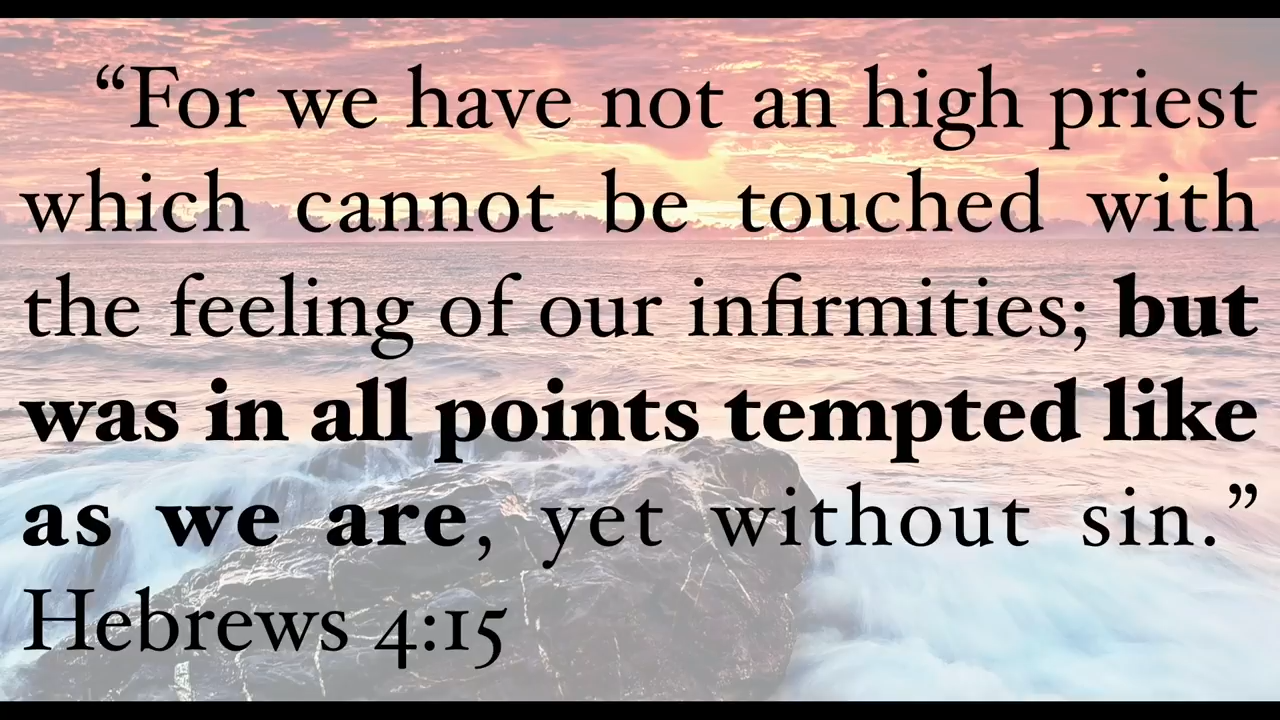 “For we have not an high priest
which cannot be touched with
the feeling of our infirmities; but
was in all points tempted like
as we are, yet without sin.”
Hebrews 4:15